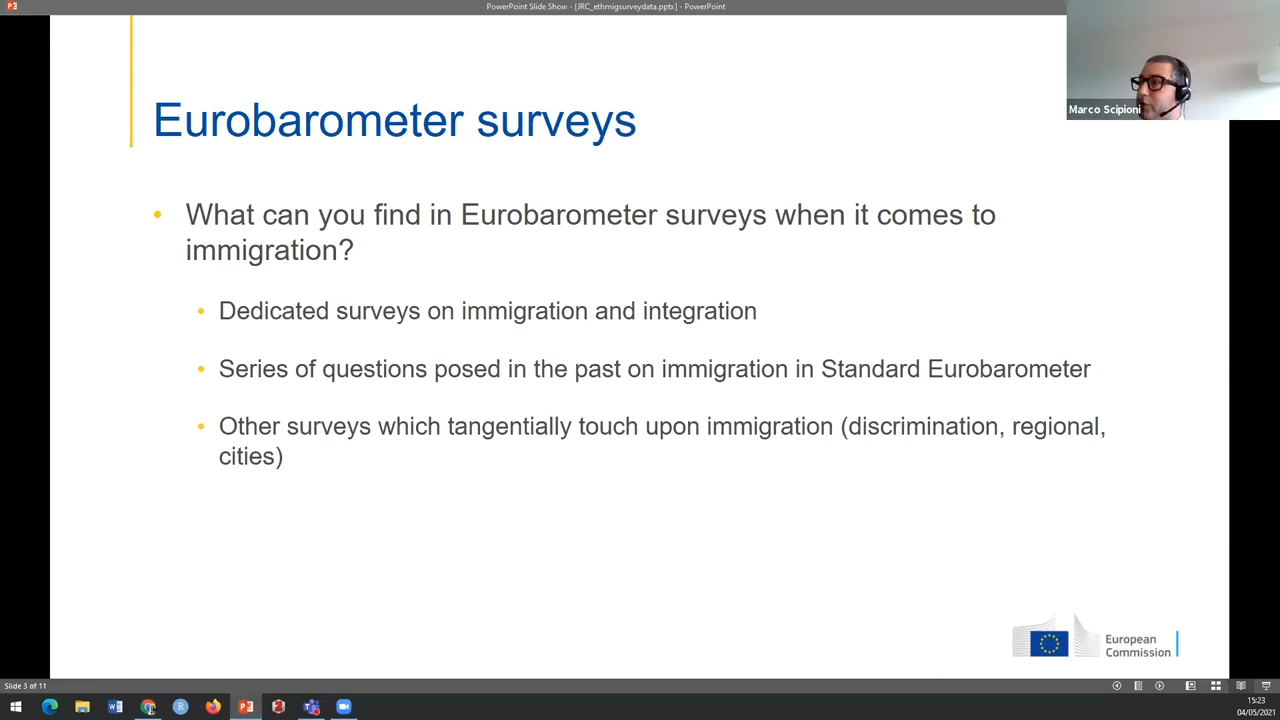 PowerPoint Slide Show - [JRC_ethmigsurveydata.pptx] - PowerPoint
Marco Scipioni
Eurobarometer surveys
• What can you find in Eurobarometer surveys when it comes to
immigration?
• Dedicated surveys on immigration and integration
• Series of questions posed in the past on immigration in Standard Eurobarometer
• Other surveys which tangentially touch upon immigration (discrimination, regional,
cities)
European
Commission
Slide 3 of 11
15:23
04/05/2021